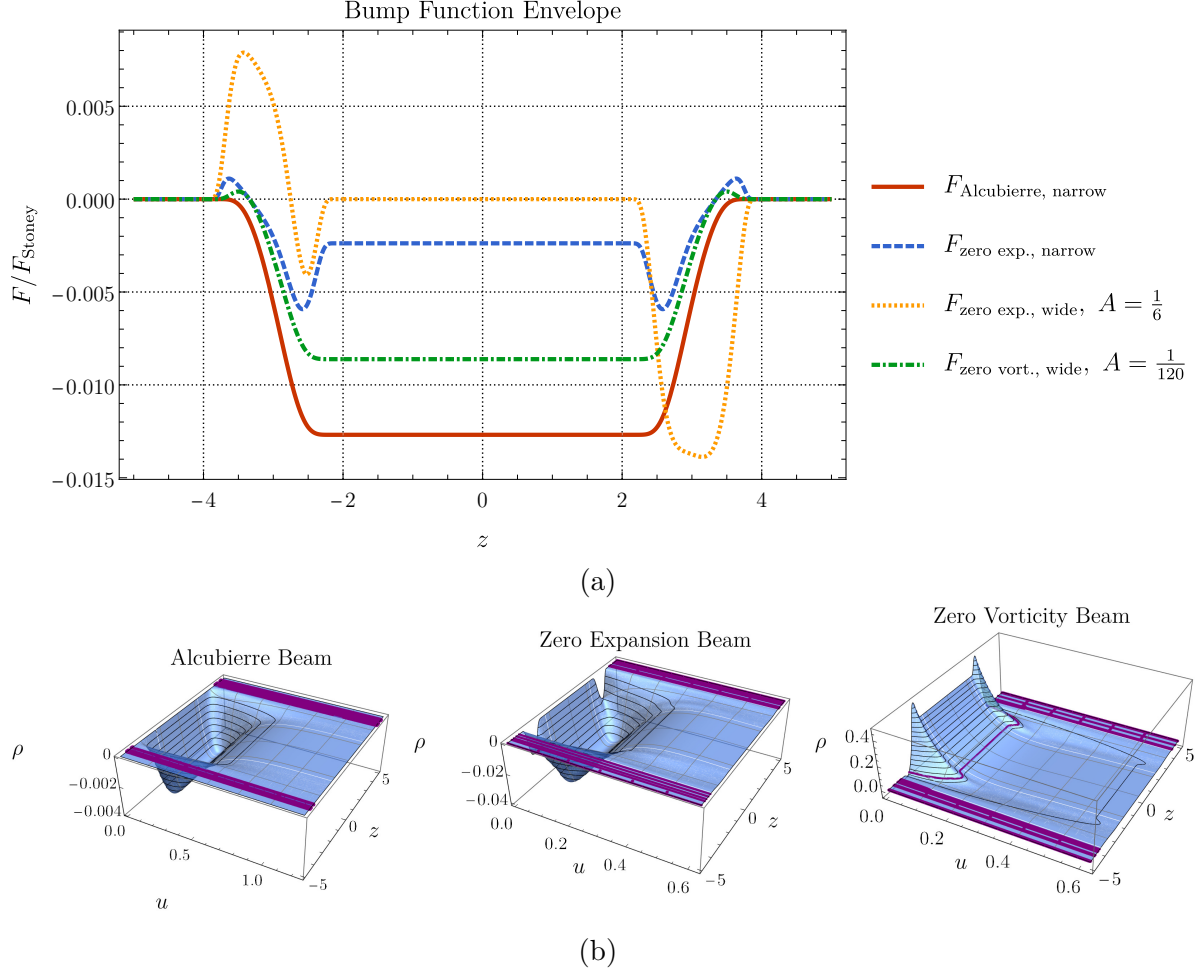 Bump Function Envelope
0.005
0.000
−0.005
−0.010
−0.015
F/F_Stoney
−4
−2
0
2
4
z
F_Alcubierre, narrow
F_zero exp., narrow
F_zero exp., wide, A = 1/6
F_zero vort., wide, A = 1/120
(a)
Alcubierre Beam
ρ
0
−0.002
−0.004
0.0
0.5
1.0
u
−5
0
5
z
Zero Expansion Beam
ρ
0
−0.02
−0.04
0.0
0.2
0.4
0.6
u
−5
0
5
z
Zero Vorticity Beam
ρ
0.4
0.2
0.0
0.0
0.2
0.4
0.6
u
−5
0
5
z
(b)